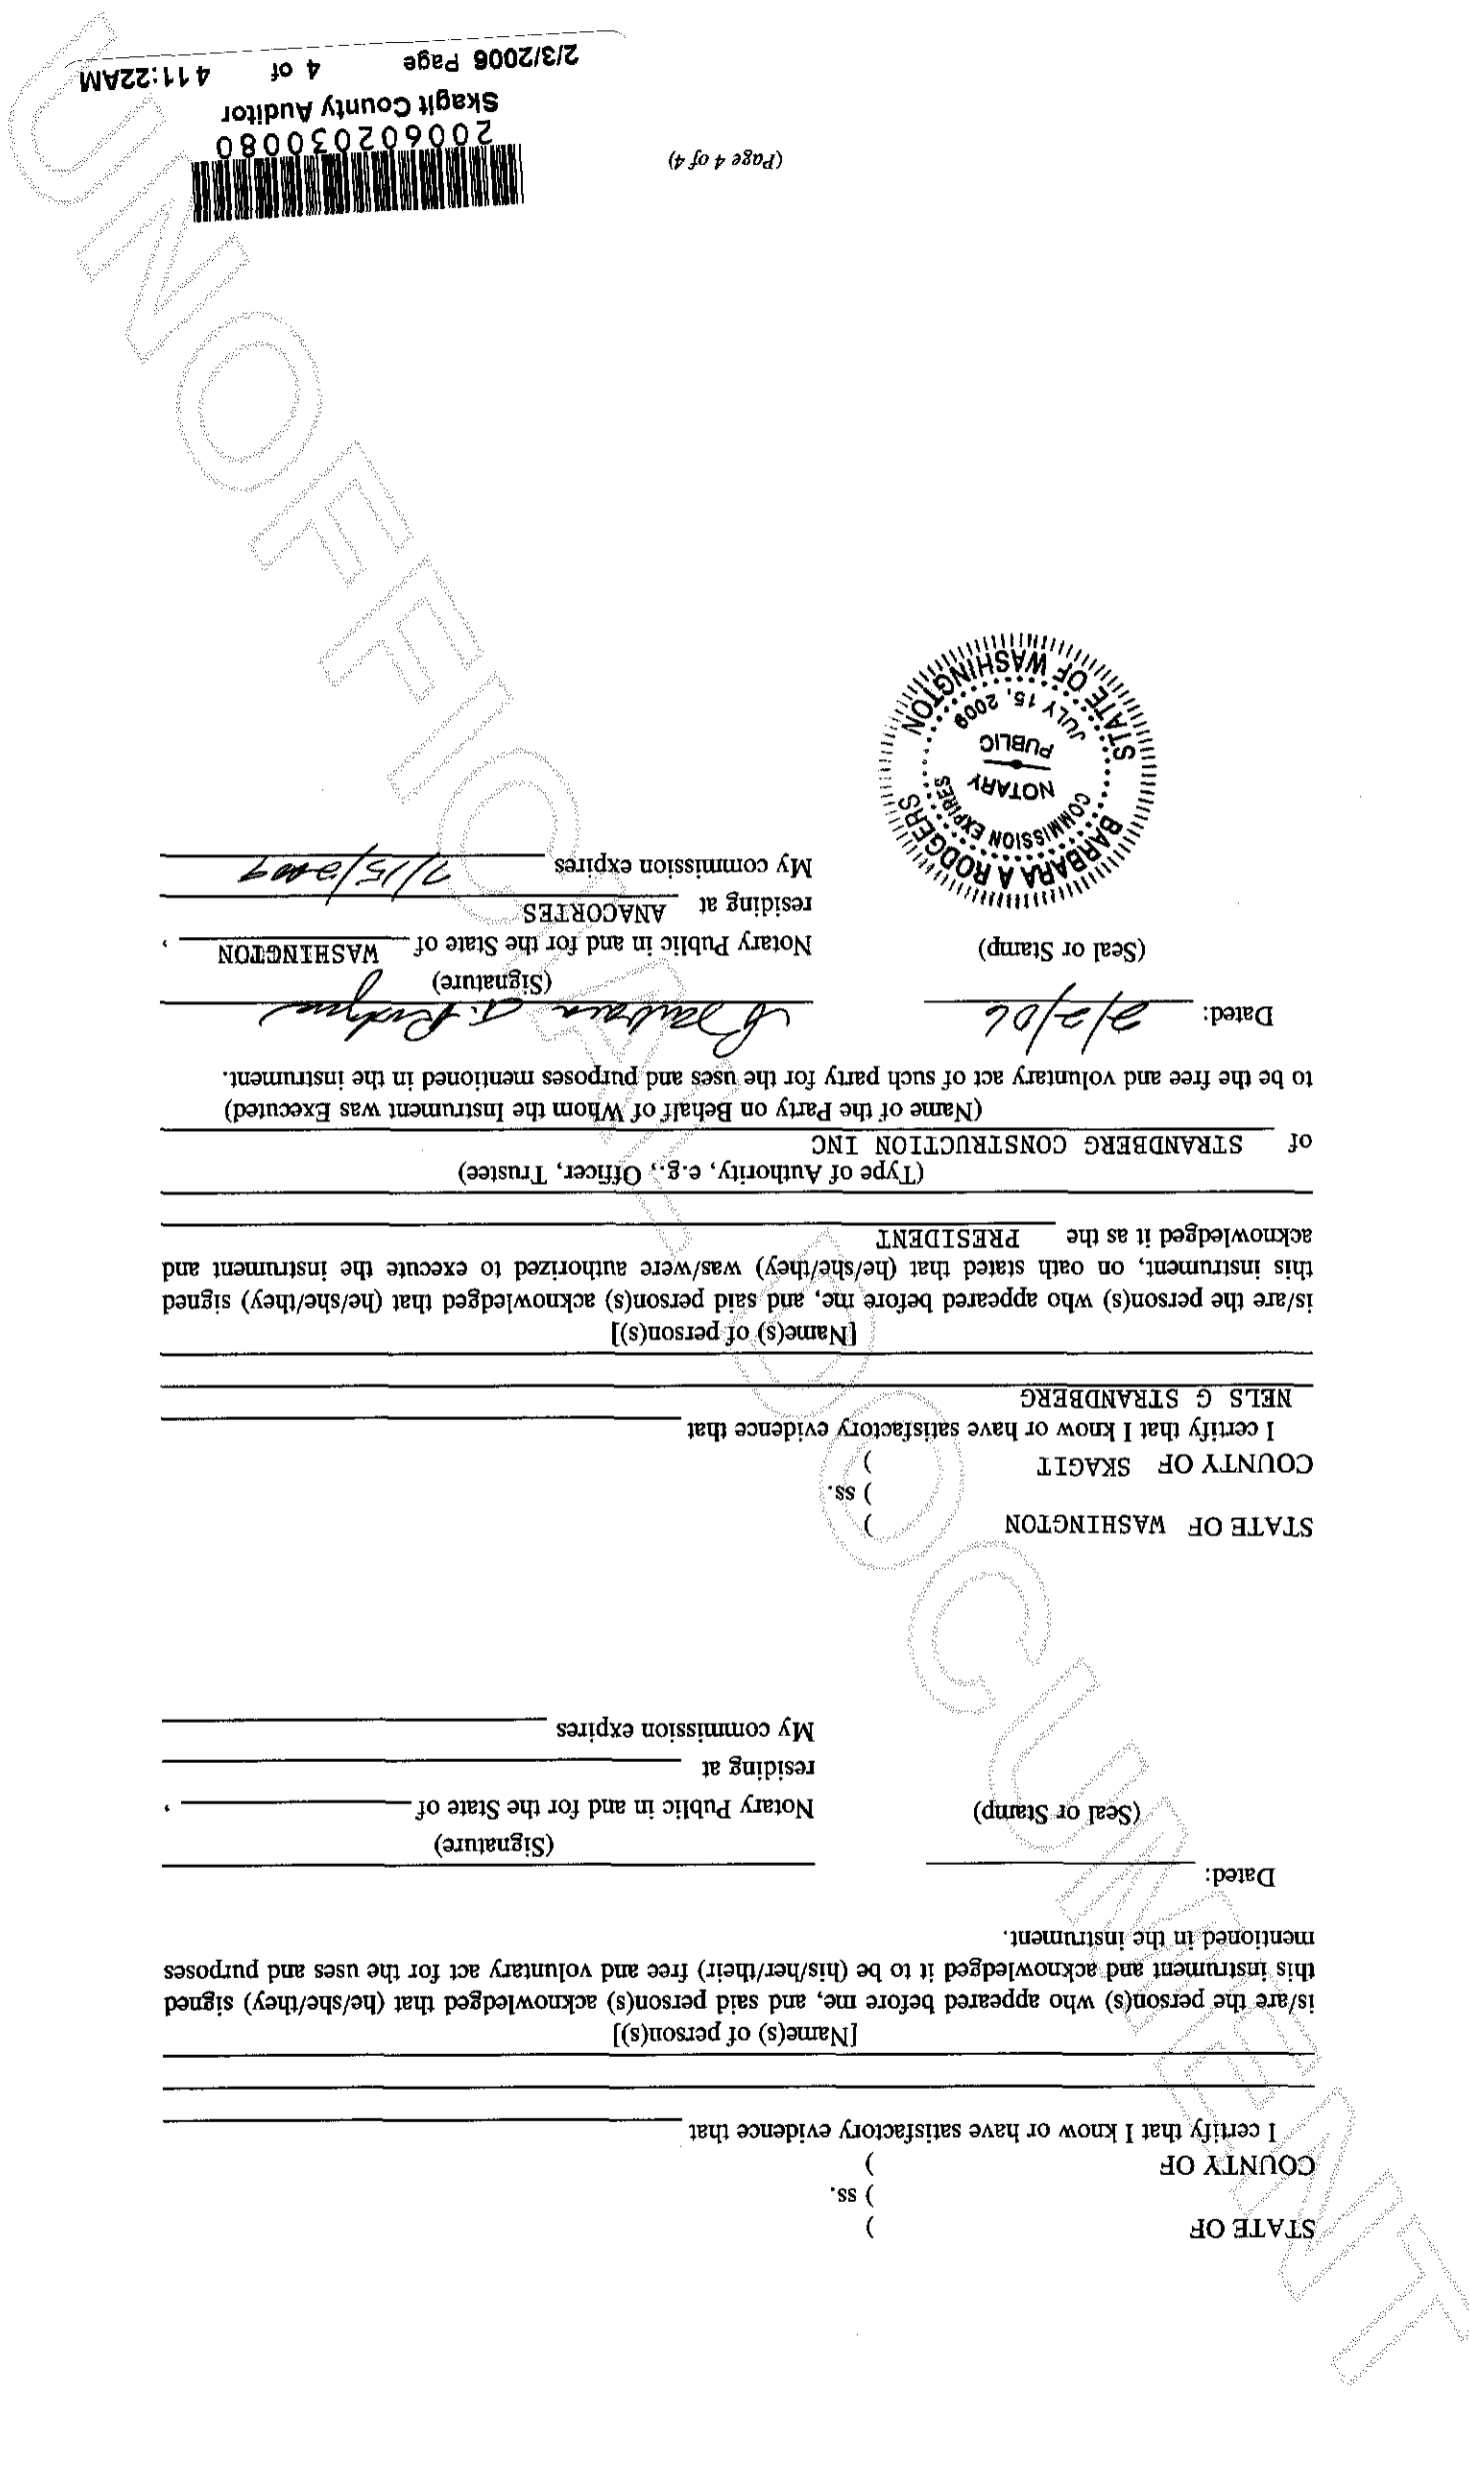 STATE OF )
) ss.
COUNTY OF )
I certify that I know or have satisfactory evidence that
[Name(s) of person(s)]
is/are the person(s) who appeared before me, and said person(s) acknowledged that (he/she/they) signed
this instrument and acknowledged it to be (his/her/their) free and voluntary act for the uses and purposes
mentioned in the instrument.
Dated:
(Signature)
(Seal or Stamp) Notary Public in and for the State of ,
residing at
My commission expires
STATE OF WASHINGTON )
) ss.
COUNTY OF SKAGIT )
I certify that I know or have satisfactory evidence that
NELS G STRANDBERG
[Name(s) of person(s)]
is/are the person(s) who appeared before me, and said person(s) acknowledged that (he/she/they) signed
this instrument, on oath stated that (he/she/they) was/were authorized to execute the instrument and
acknowledged it as the PRESIDENT
(Type of Authority, e.g., Officer, Trustee)
of STRANDBERG CONSTRUCTION INC
(Name of the Party on Behalf of Whom the Instrument was Executed)
to be the free and voluntary act of such party for the uses and purposes mentioned in the instrument.
Dated: 2/2/06 Barbara A. Rodgers
(Signature)
(Seal or Stamp) Notary Public in and for the State of WASHINGTON ,
residing at ANACORTES
My commission expires 7/15/2009
BARBARA A RODGERS
COMMISSION EXPIRES
NOTARY
PUBLIC
JULY 15, 2009
STATE OF WASHINGTON
(Page 4 of 4)
200602030080
Skagit County Auditor
2/3/2006 Page 4 of 4 11:22AM
UNOFFICIAL DOCUMENT